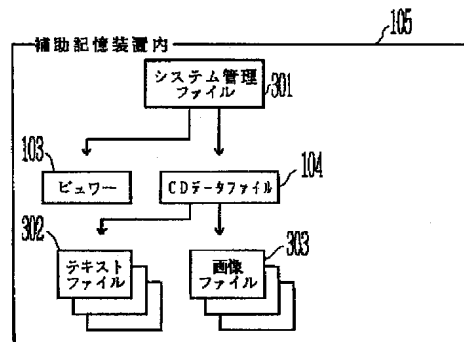 105
補助記憶装置内
システム管理
ファイル
301
103
ビュワー
CDデータファイル
104
302
テキスト
ファイル
画像
ファイル
303